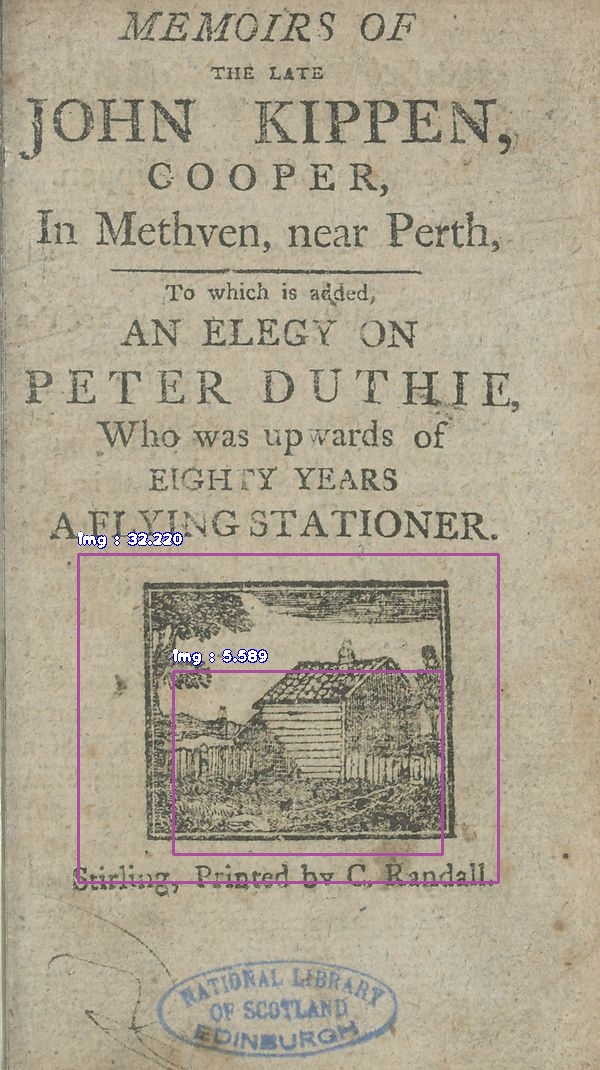 MEMOIRS OF
THE LATE
JOHN KIPPEN,
COOPER,
In Methven, near Perth,
To which is added,
AN ELEGY ON
PETER DUTHIE,
Who was upwards of
EIGHTY YEARS
A FLYING STATIONER.
img : 32.220
img : 5.589
Stirling, Printed by C. Randall.
NATIONAL LIBRARY
OF SCOTLAND
EDINBURGH